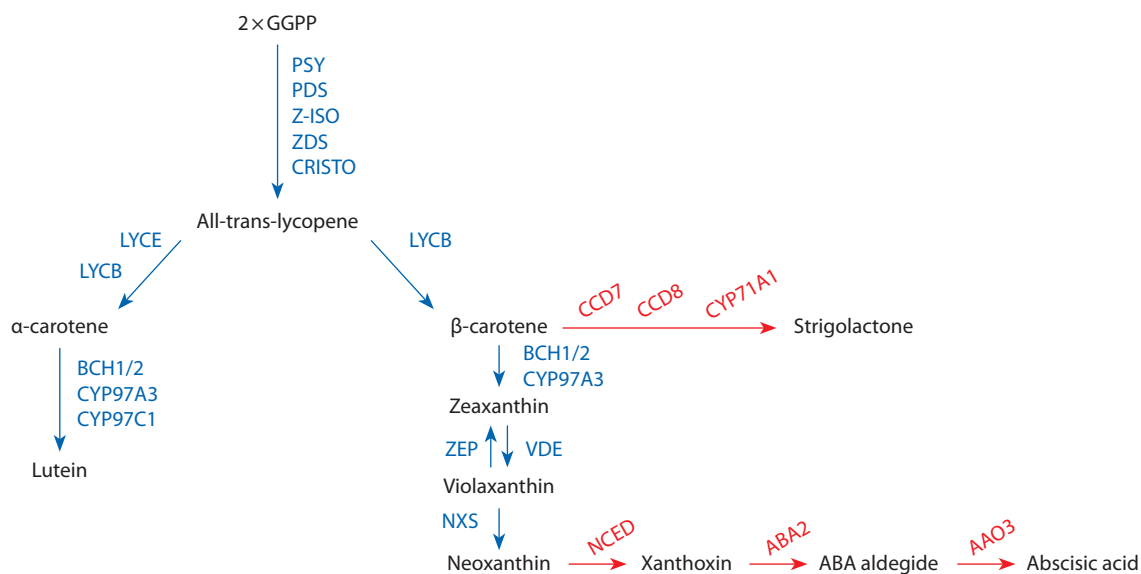 2×GGPP
PSY
PDS
Z-ISO
ZDS
CRISTO
All-trans-lycopene
LYCE
LYCB
LYCB
α-carotene
β-carotene
CCD7
CCD8
CYP71A1
Strigolactone
BCH1/2
CYP97A3
CYP97C1
BCH1/2
CYP97A3
Lutein
Zeaxanthin
ZEP
VDE
Violaxanthin
NXS
Neoxanthin
NCED
Xanthoxin
ABA2
ABA aldegide
AAO3
Abscisic acid